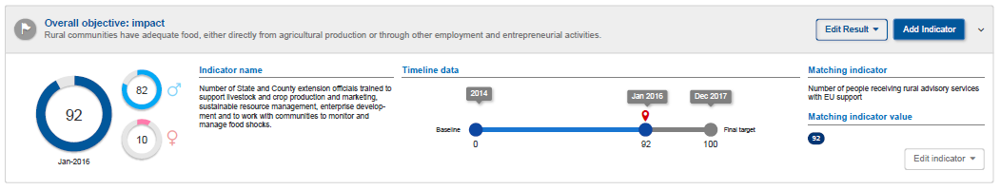 Overall objective: impact
Rural communities have adequate food, either directly from agricultural production or through other employment and entrepreneurial activities.
Edit Result
Add Indicator
92
Jan-2016
82
10
Indicator name
Number of State and County extension officials trained to
support livestock and crop production and marketing,
sustainable resource management, enterprise develop-
ment and to work with communities to monitor and
manage food shocks.
Timeline data
2014
Jan 2016
Dec 2017
Baseline
Final target
0
92
100
Matching indicator
Number of people receiving rural advisory services
with EU support
Matching indicator value
92
Edit indicator